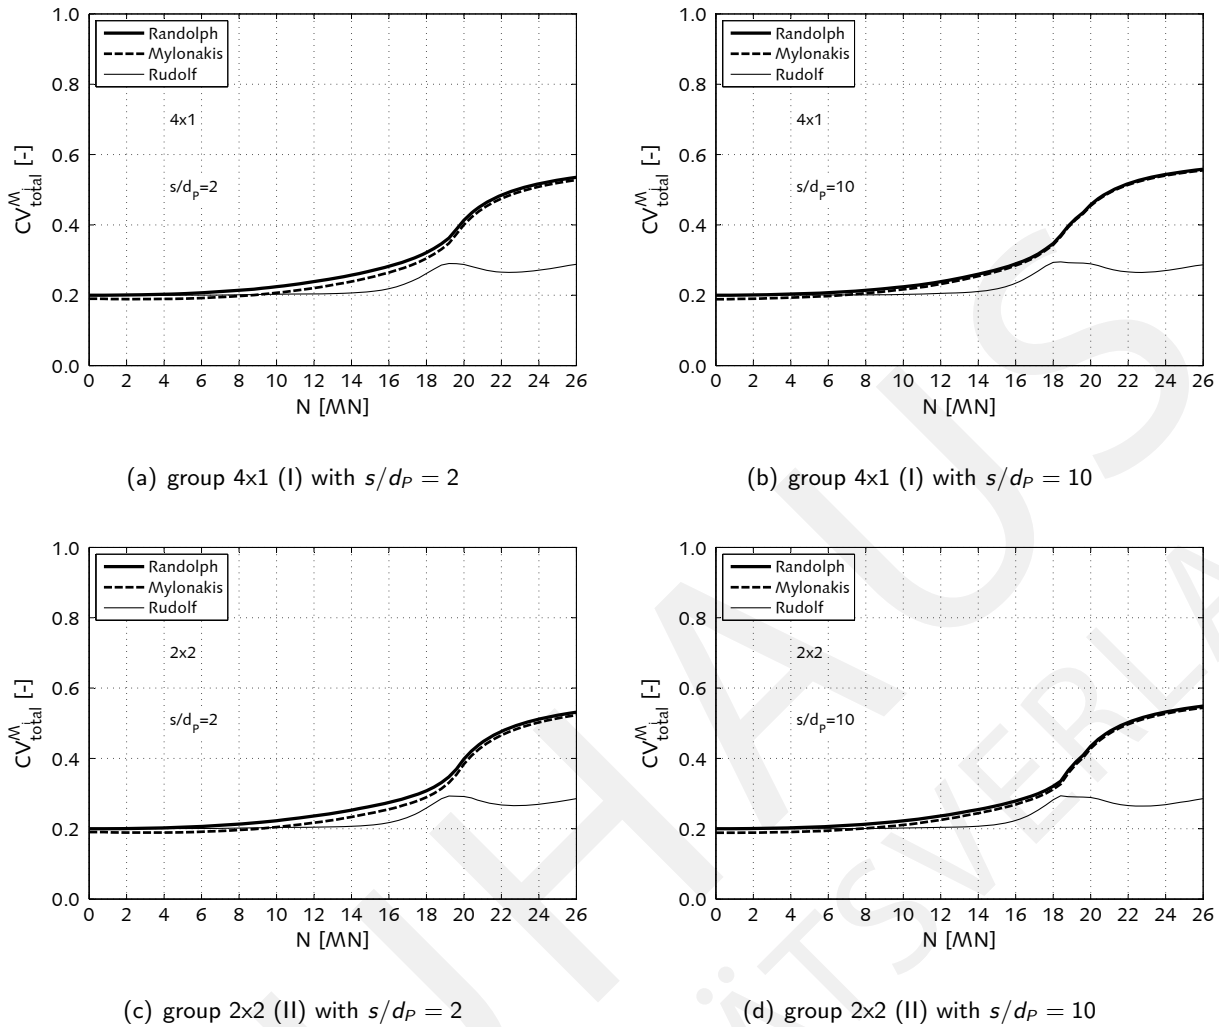 1.0
0.8
0.6
0.4
0.2
0.0
CV^{M_i}_{total} [-]
Randolph
Mylonakis
Rudolf
4x1
s/d_P=2
0 2 4 6 8 10 12 14 16 18 20 22 24 26
N [MN]
(a) group 4x1 (I) with s/d_P = 2
1.0
0.8
0.6
0.4
0.2
0.0
CV^{M_i}_{total} [-]
Randolph
Mylonakis
Rudolf
4x1
s/d_P=10
0 2 4 6 8 10 12 14 16 18 20 22 24 26
N [MN]
(b) group 4x1 (I) with s/d_P = 10
1.0
0.8
0.6
0.4
0.2
0.0
CV^{M_i}_{total} [-]
Randolph
Mylonakis
Rudolf
2x2
s/d_P=2
0 2 4 6 8 10 12 14 16 18 20 22 24 26
N [MN]
(c) group 2x2 (II) with s/d_P = 2
1.0
0.8
0.6
0.4
0.2
0.0
CV^{M_i}_{total} [-]
Randolph
Mylonakis
Rudolf
2x2
s/d_P=10
0 2 4 6 8 10 12 14 16 18 20 22 24 26
N [MN]
(d) group 2x2 (II) with s/d_P = 10